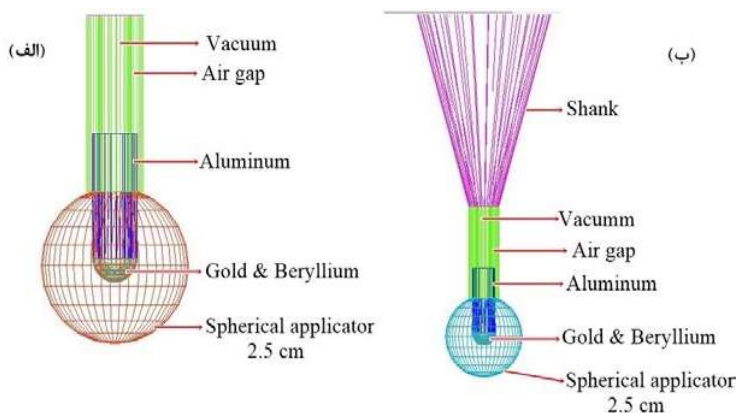 (الف)
Vacuum
Air gap
Aluminum
Gold & Beryllium
Spherical applicator
2.5 cm
(ب)
Shank
Vacumm
Air gap
Aluminum
Gold & Beryllium
Spherical applicator
2.5 cm